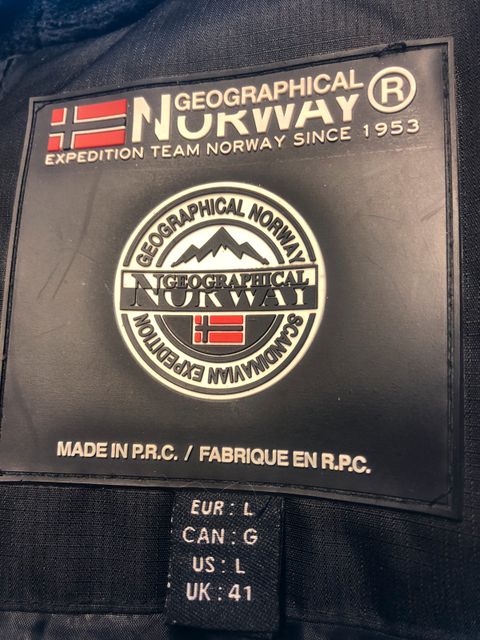 GEOGRAPHICAL
NORWAY®
EXPEDITION TEAM NORWAY SINCE 1953
GEOGRAPHICAL NORWAY
GEOGRAPHICAL
NORWAY
SCANDINAVIAN EXPEDITION
MADE IN P.R.C. / FABRIQUE EN R.P.C.
EUR : L
CAN : G
US : L
UK : 41